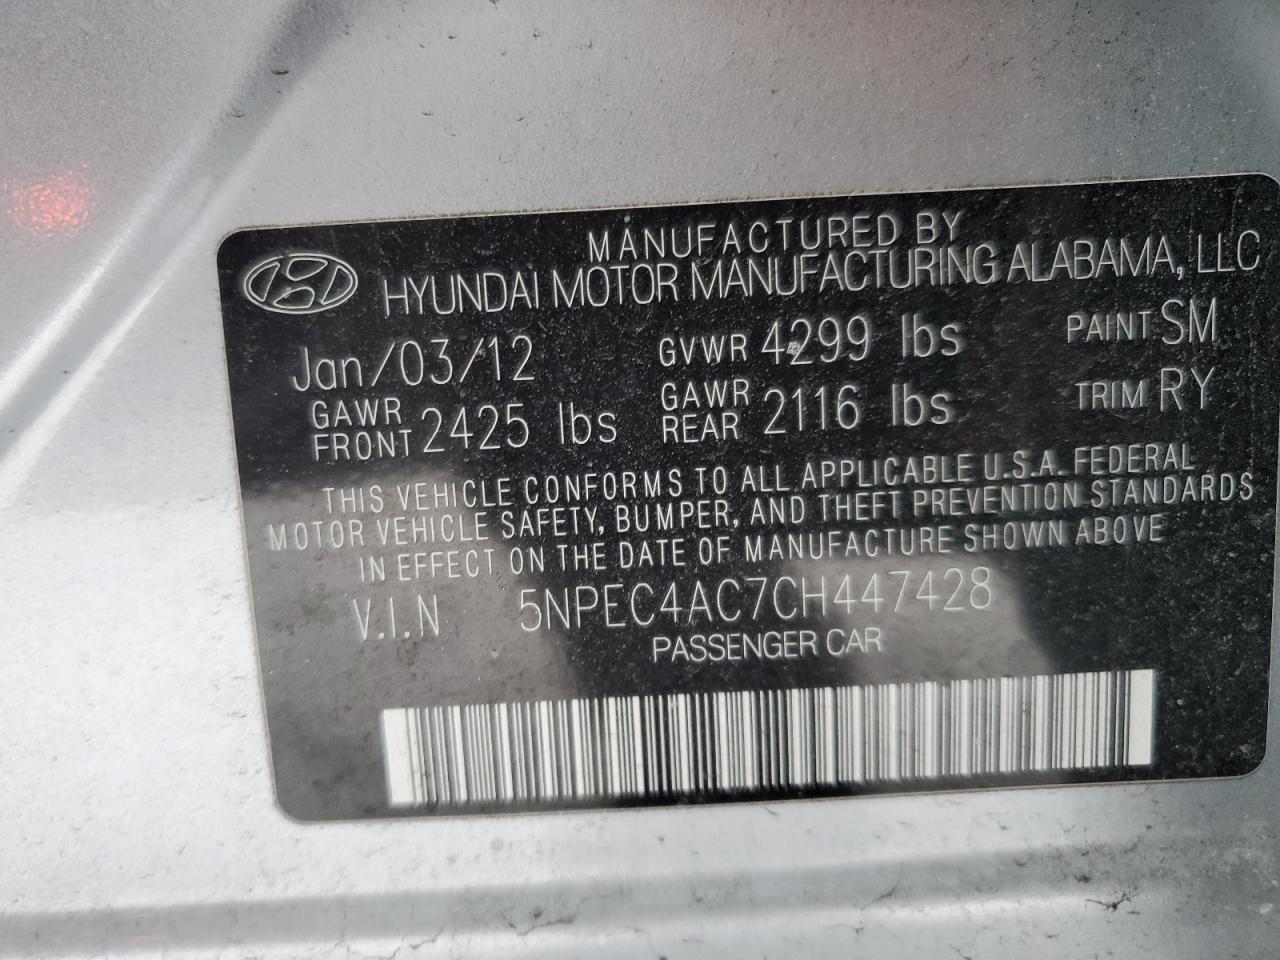 MANUFACTURED BY
HYUNDAI MOTOR MANUFACTURING ALABAMA, LLC
Jan/03/12 GVWR 4299 lbs PAINT SM
GAWR FRONT 2425 lbs GAWR REAR 2116 lbs TRIM RY
THIS VEHICLE CONFORMS TO ALL APPLICABLE U.S.A. FEDERAL
MOTOR VEHICLE SAFETY, BUMPER, AND THEFT PREVENTION STANDARDS
IN EFFECT ON THE DATE OF MANUFACTURE SHOWN ABOVE
V.I.N 5NPEC4AC7CH447428
PASSENGER CAR